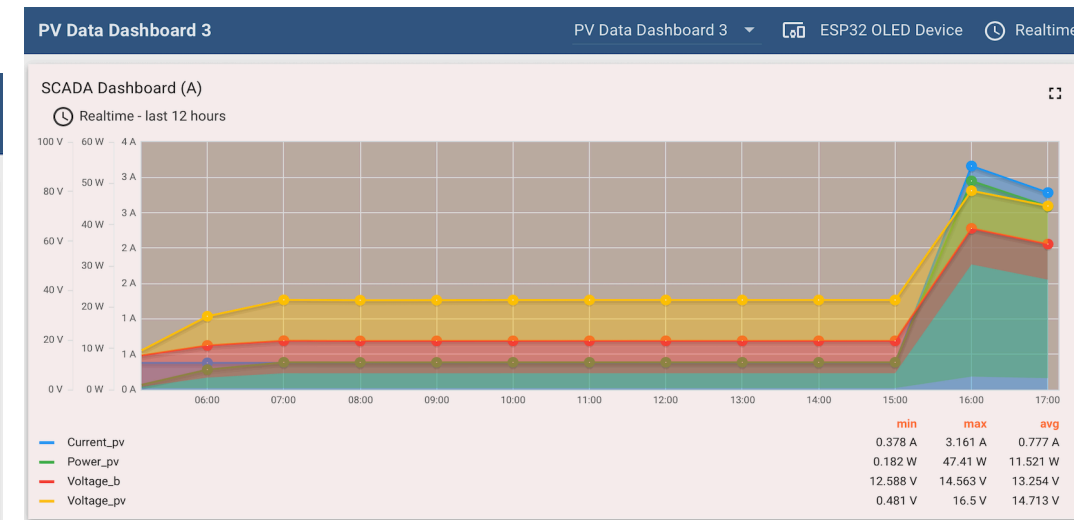 PV Data Dashboard 3 PV Data Dashboard 3 ESP32 OLED Device Realtime
SCADA Dashboard (A)
Realtime - last 12 hours
100 V 60 W 4 A
80 V 50 W 3 A
40 W 3 A
60 V 2 A
30 W 2 A
40 V 20 W 1 A
20 V 10 W 1 A
0 V 0 W 0 A
06:00 07:00 08:00 09:00 10:00 11:00 12:00 13:00 14:00 15:00 16:00 17:00
min max avg
Current_pv 0.378 A 3.161 A 0.777 A
Power_pv 0.182 W 47.41 W 11.521 W
Voltage_b 12.588 V 14.563 V 13.254 V
Voltage_pv 0.481 V 16.5 V 14.713 V